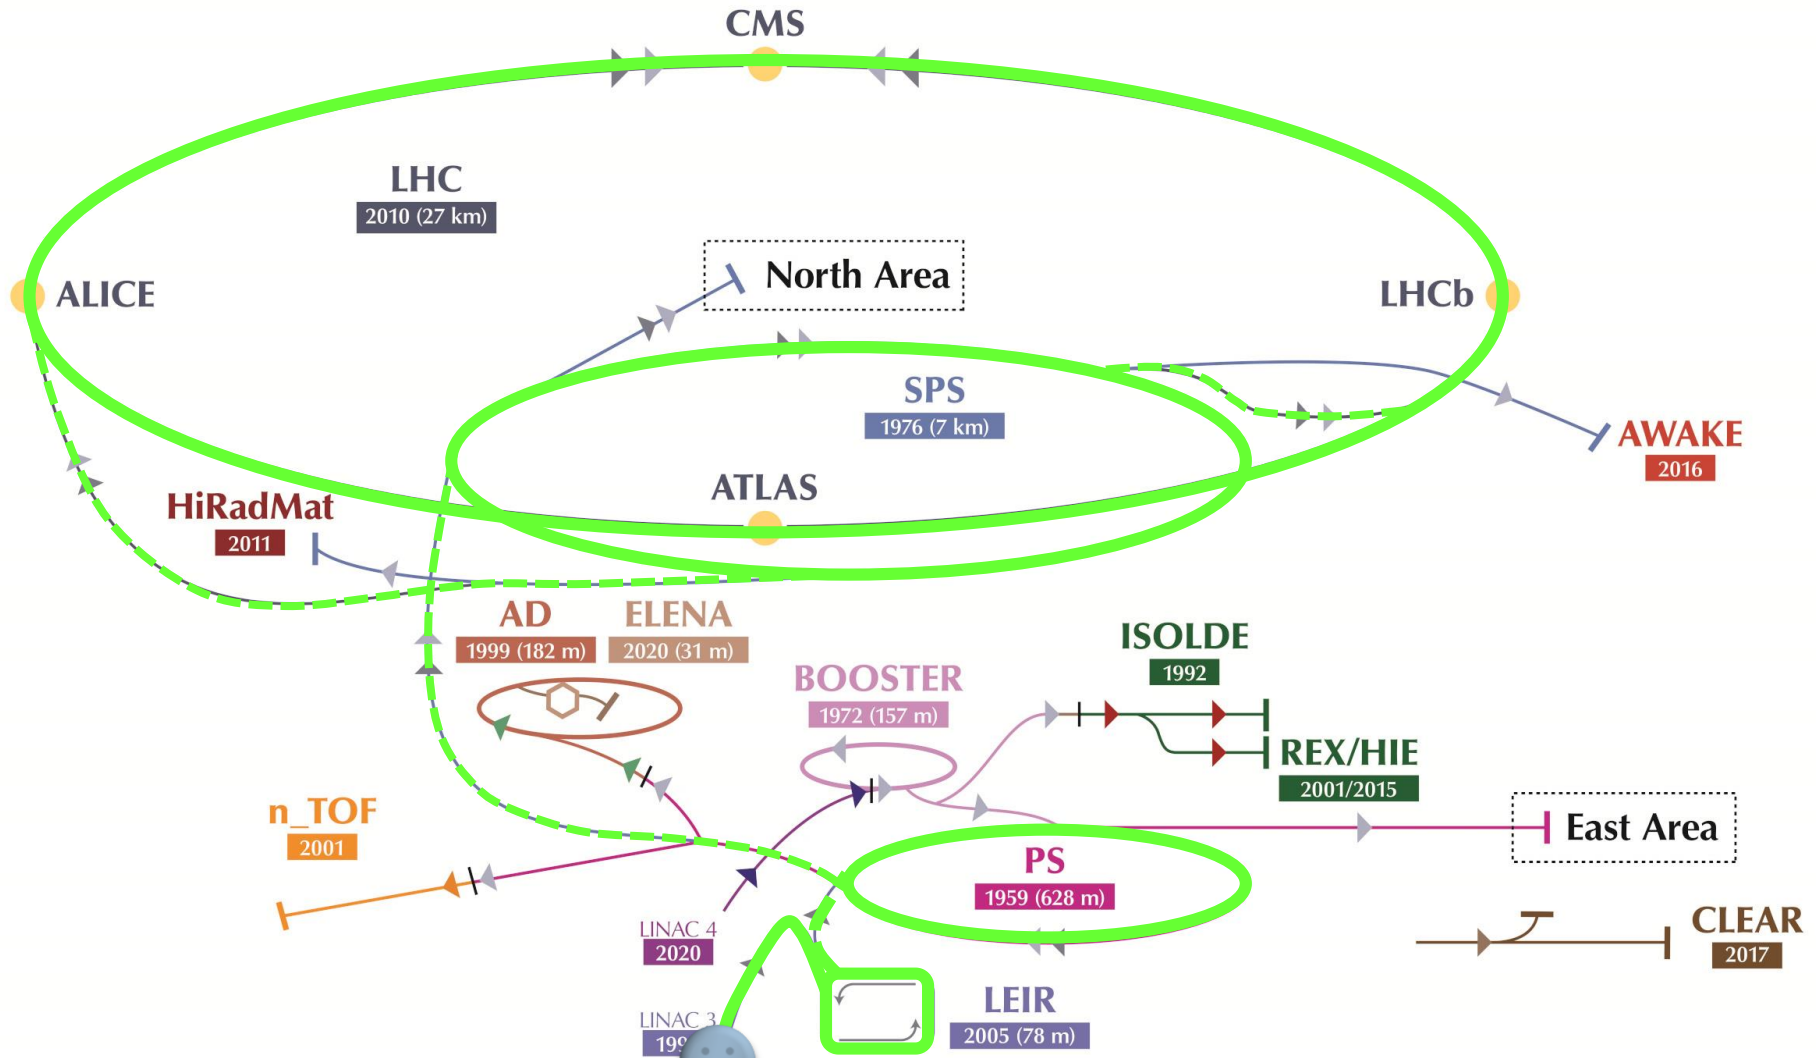 CMS
LHC
2010 (27 km)
North Area
ALICE
LHCb
SPS
1976 (7 km)
AWAKE
2016
ATLAS
HiRadMat
2011
AD
1999 (182 m)
ELENA
2020 (31 m)
ISOLDE
1992
BOOSTER
1972 (157 m)
REX/HIE
2001/2015
n_TOF
2001
East Area
PS
1959 (628 m)
LINAC 4
2020
CLEAR
2017
LEIR
2005 (78 m)
LINAC 3